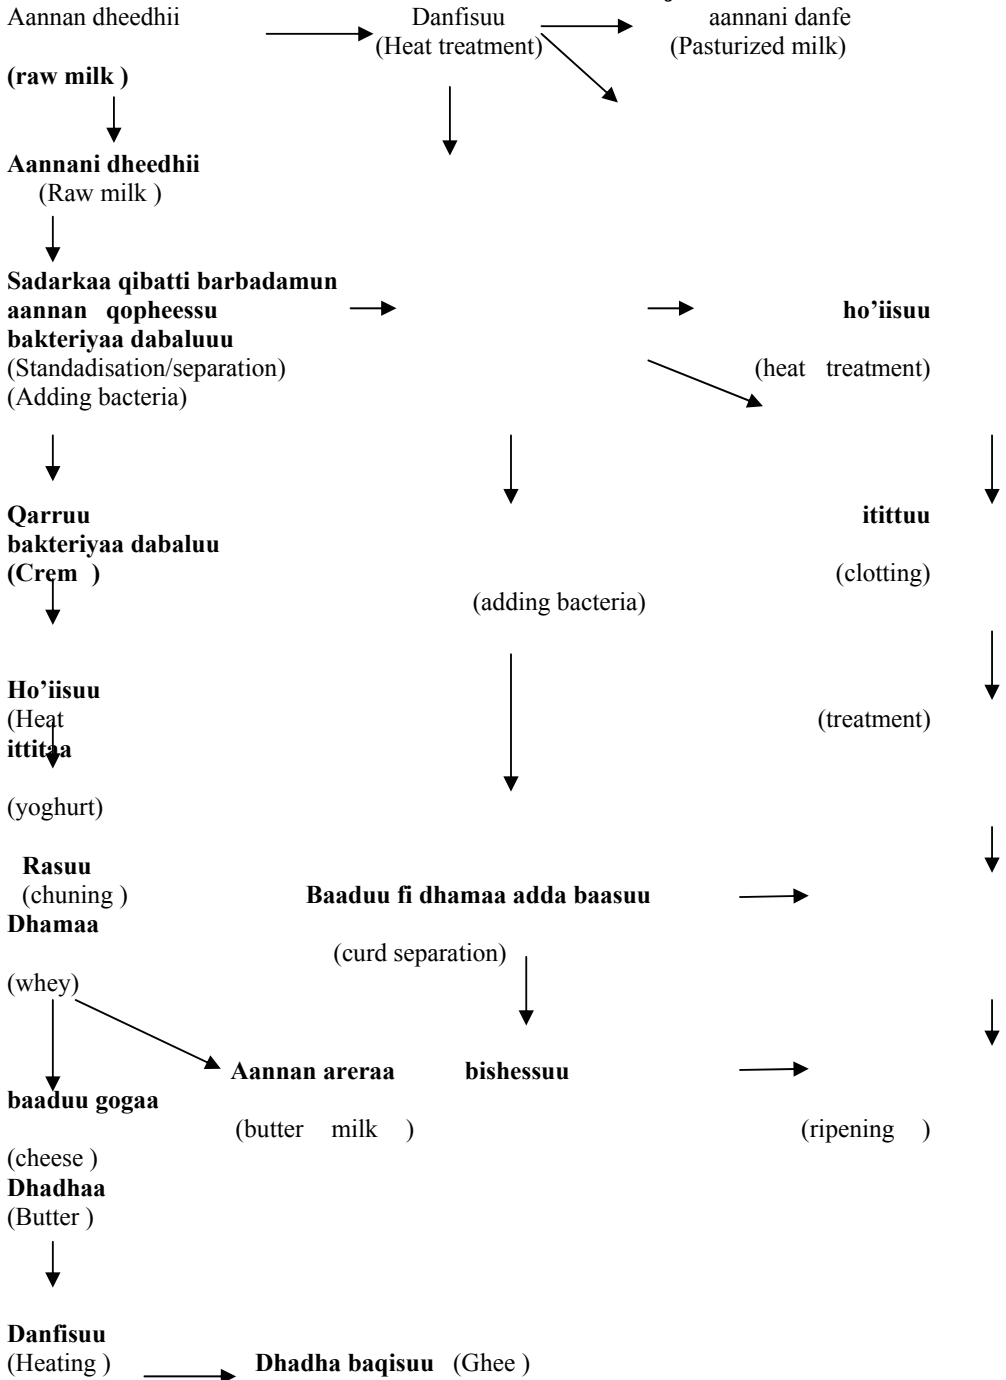 Aannan dheedhii Danfisuu aannani danfe
(Heat treatment) (Pasturized milk)
(raw milk )
Aannani dheedhii
(Raw milk )
Sadarkaa qibatti barbadamun
aannan qopheessu ho’iisuu
bakteriyaa dabaluuu
(Standadisation/separation) (heat treatment)
(Adding bacteria)
Qarruu itittuu
bakteriyaa dabaluu
(Crem ) (clotting)
(adding bacteria)
Ho’iisuu
(Heat (treatment)
ittitaa
(yoghurt)
Rasuu
(chuning ) Baaduu fi dhamaa adda baasuu
Dhamaa
(curd separation)
(whey)
Aannan areraa bishessuu
baaduu gogaa
(butter milk ) (ripening )
(cheese )
Dhadhaa
(Butter )
Danfisuu
(Heating ) Dhadha baqisuu (Ghee )